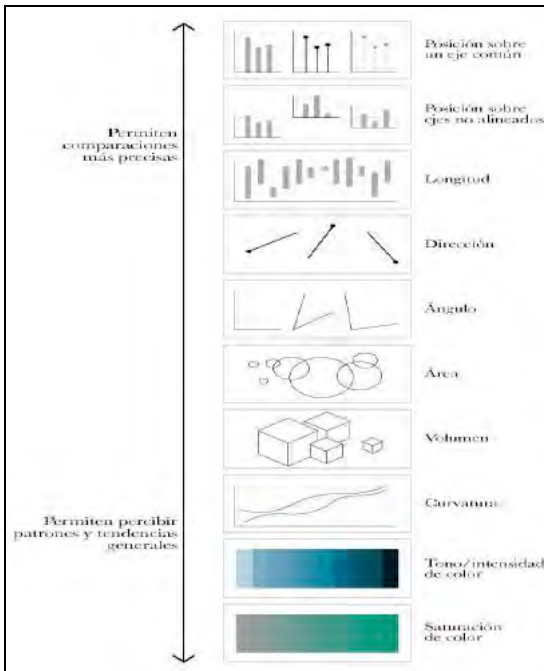 Posición sobre
un eje común
Posición sobre
ejes no alineados
Permiten
comparaciones
más precisas
Longitud
Dirección
Ángulo
Área
Volumen
Curvatura
Permiten percibir
patrones y tendencias
generales
Tono/intensidad
de color
Saturación
de color